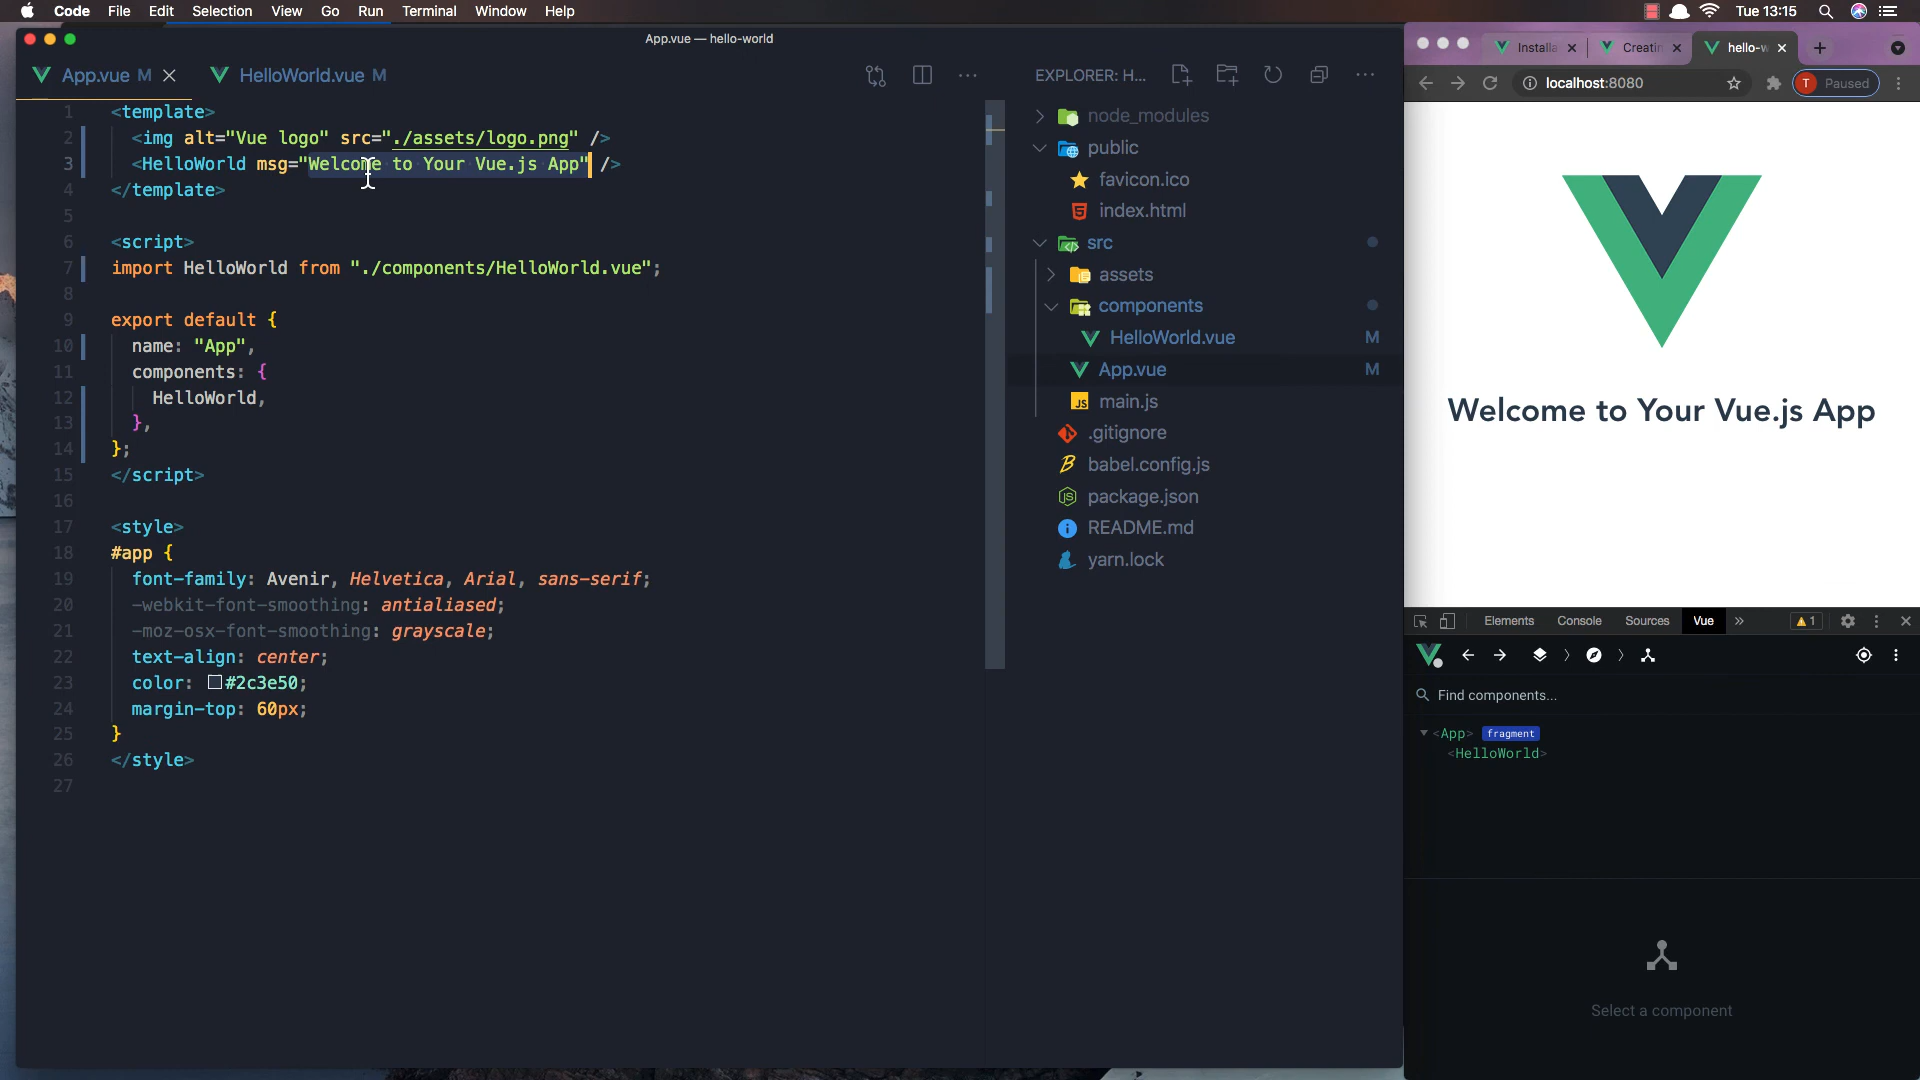 Code File Edit Selection View Go Run Terminal Window Help
Tue 13:15
App.vue — hello-world
App.vue M
HelloWorld.vue M
1 <template>
2 <img alt="Vue logo" src="./assets/logo.png" />
3 <HelloWorld msg="Welcome to Your Vue.js App" />
4 </template>
5
6 <script>
7 import HelloWorld from "./components/HelloWorld.vue";
8
9 export default {
10 name: "App",
11 components: {
12 HelloWorld,
13 },
14 };
15 </script>
16
17 <style>
18 #app {
19 font-family: Avenir, Helvetica, Arial, sans-serif;
20 -webkit-font-smoothing: antialiased;
21 -moz-osx-font-smoothing: grayscale;
22 text-align: center;
23 color: #2c3e50;
24 margin-top: 60px;
25 }
26 </style>
27
EXPLORER: H...
node_modules
public
favicon.ico
index.html
src
assets
components
HelloWorld.vue M
App.vue M
JS main.js
.gitignore
babel.config.js
package.json
README.md
yarn.lock
Installa
Creatin
hello-w
localhost:8080
T Paused
Welcome to Your Vue.js App
Elements Console Sources Vue » 1
Find components...
<App> fragment
<HelloWorld>
Select a component